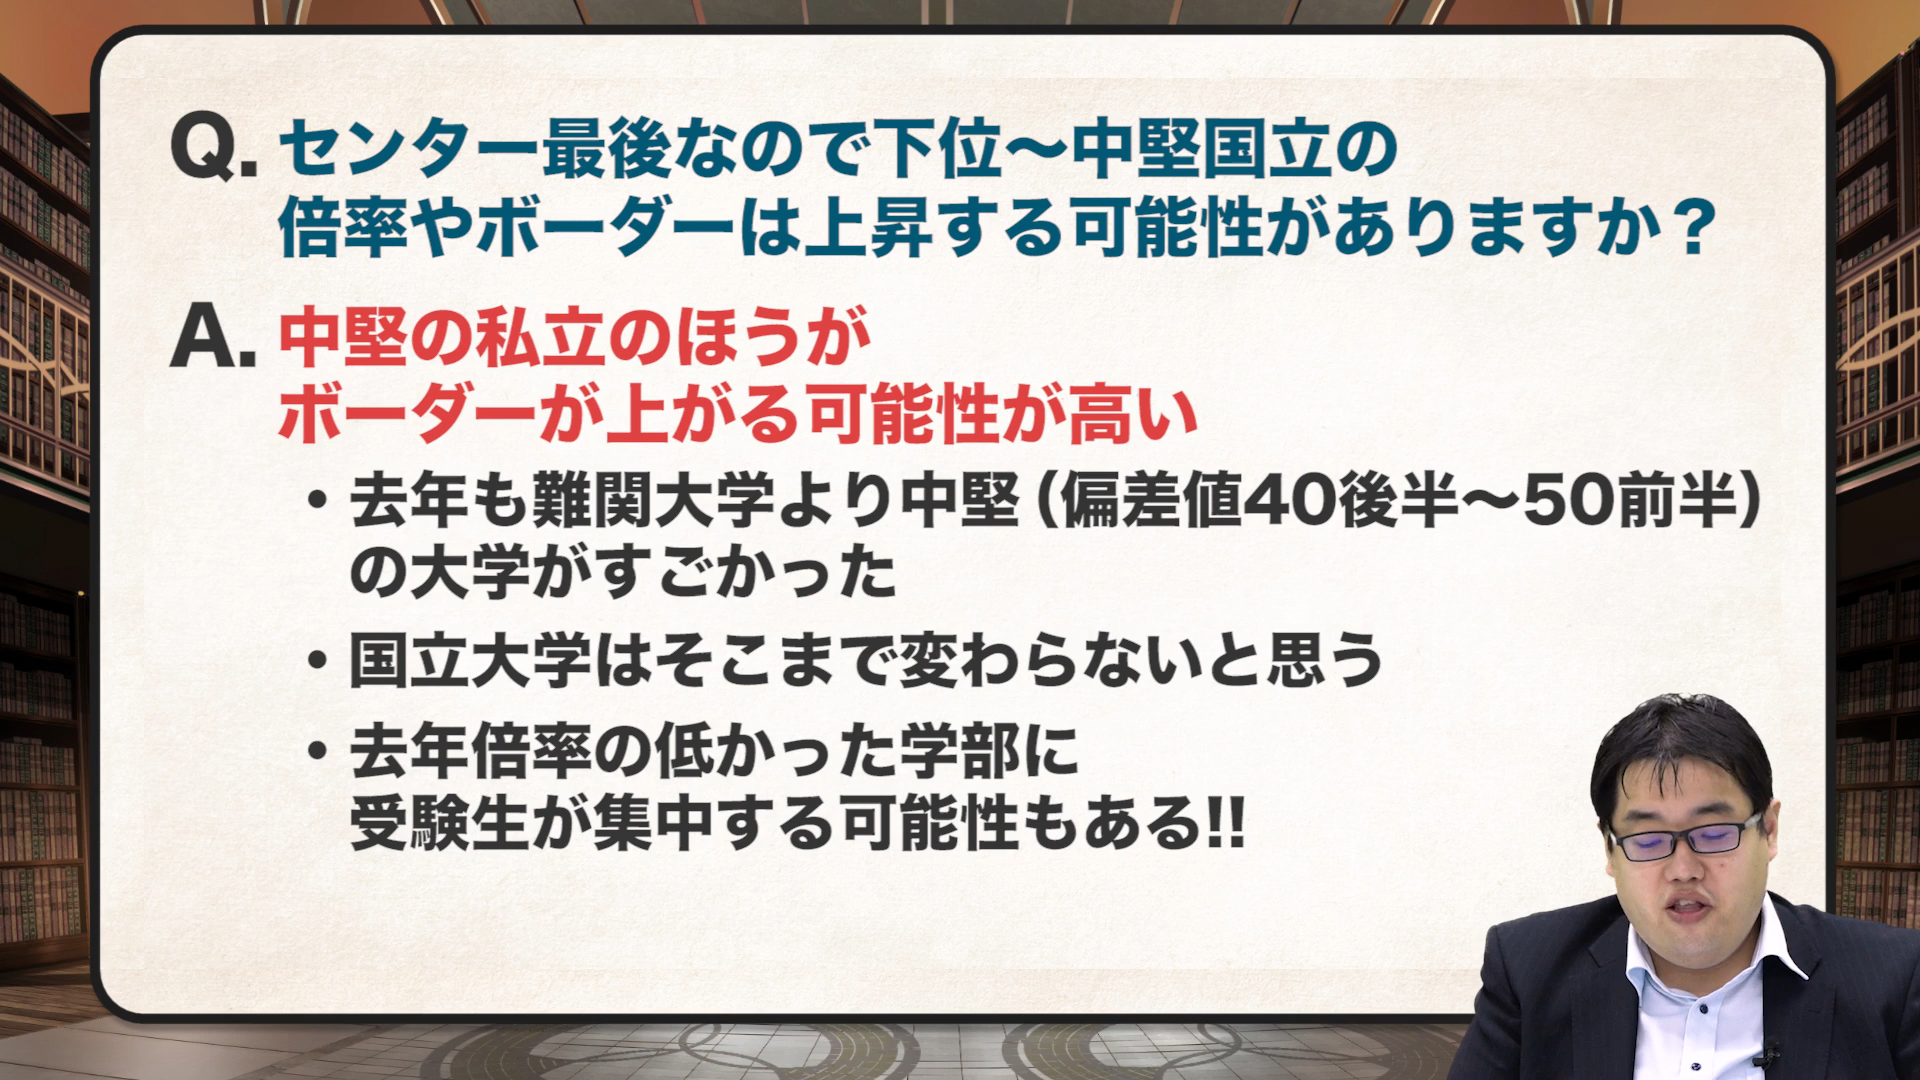 Q. センター最後なので下位〜中堅国立の
倍率やボーダーは上昇する可能性がありますか？
A. 中堅の私立のほうが
ボーダーが上がる可能性が高い
・去年も難関大学より中堅（偏差値40後半〜50前半）
の大学がすごかった
・国立大学はそこまで変わらないと思う
・去年倍率の低かった学部に
受験生が集中する可能性もある!!